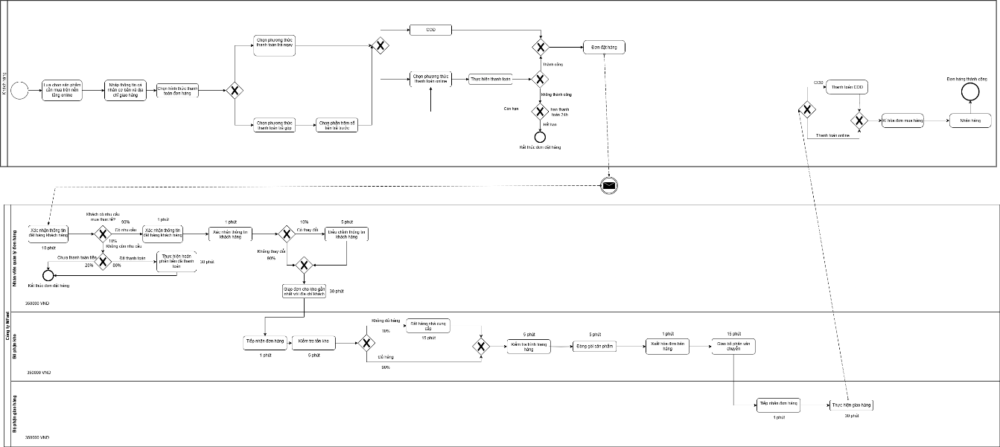 Khách hàng
Lựa chọn sản phẩm
cần mua trên nền
tảng online
Nhập thông tin cá
nhân cơ bản và địa
chỉ giao hàng
Chọn hình thức thanh
toán đơn hàng
Chọn phương thức
thanh toán trả ngay
Chọn phương thức
thanh toán trả góp
Chọn phần trăm số
tiền trả trước
COD
Chọn phương thức
thanh toán online
Thực hiện thanh toán
Thành công
không thành công
Còn hạn
hạn thanh
toán 24h
Hết hạn
Kết thúc đơn đặt hàng
Đơn đặt hàng
COD
Thanh toán COD
Thanh toán online
Kí hóa đơn mua hàng
Nhận hàng
Đơn hàng thành công
Công ty
Nhân viên quản lý đơn hàng
Xác nhận thông tin
đặt hàng khách hàng
10 phút
Khách có nhu cầu
mua thực tế?
90%
Có nhu cầu
10%
Không còn nhu cầu
1 phút
Xác nhận thông tin
đặt hàng khách hàng
Chưa thanh toán tiền
20%
80%
Đã thanh toán
Thực hiện hoàn
phần tiền đã thanh
toán
30 phút
Kết thúc đơn đặt hàng
1 phút
Xác nhận thông tin
khách hàng
10%
Có thay đổi
5 phút
Điều chỉnh thông tin
khách hàng
Không thay đổi
90%
Giao đơn cho kho gần
nhất với địa chỉ khách
30 phút
350000 VND
Bộ phận kho
Tiếp nhận đơn hàng
1 phút
Kiểm tra tồn kho
5 phút
Không đủ hàng
10%
Đặt hàng nhà cung
cấp
15 phút
Đủ hàng
90%
5 phút
Kiểm tra trình trạng
hàng
5 phút
Đóng gói sản phẩm
1 phút
Xuất hóa đơn bán
hàng
15 phút
Giao bộ phận vận
chuyển
350000 VND
Bộ phận giao hàng
Tiếp nhận đơn hàng
1 phút
Thực hiện giao hàng
30 phút
350000 VND